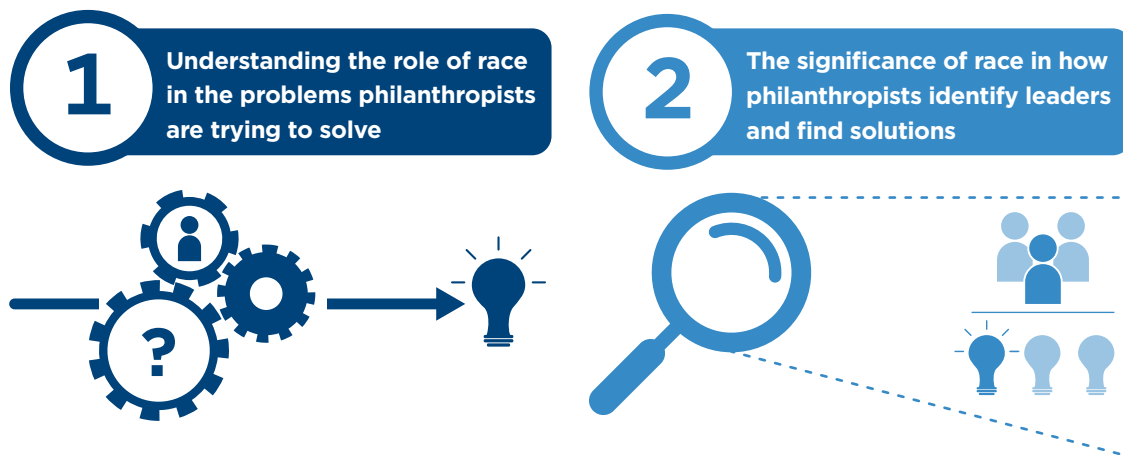 1
Understanding the role of race
in the problems philanthropists
are trying to solve
2
The significance of race in how
philanthropists identify leaders
and find solutions
?